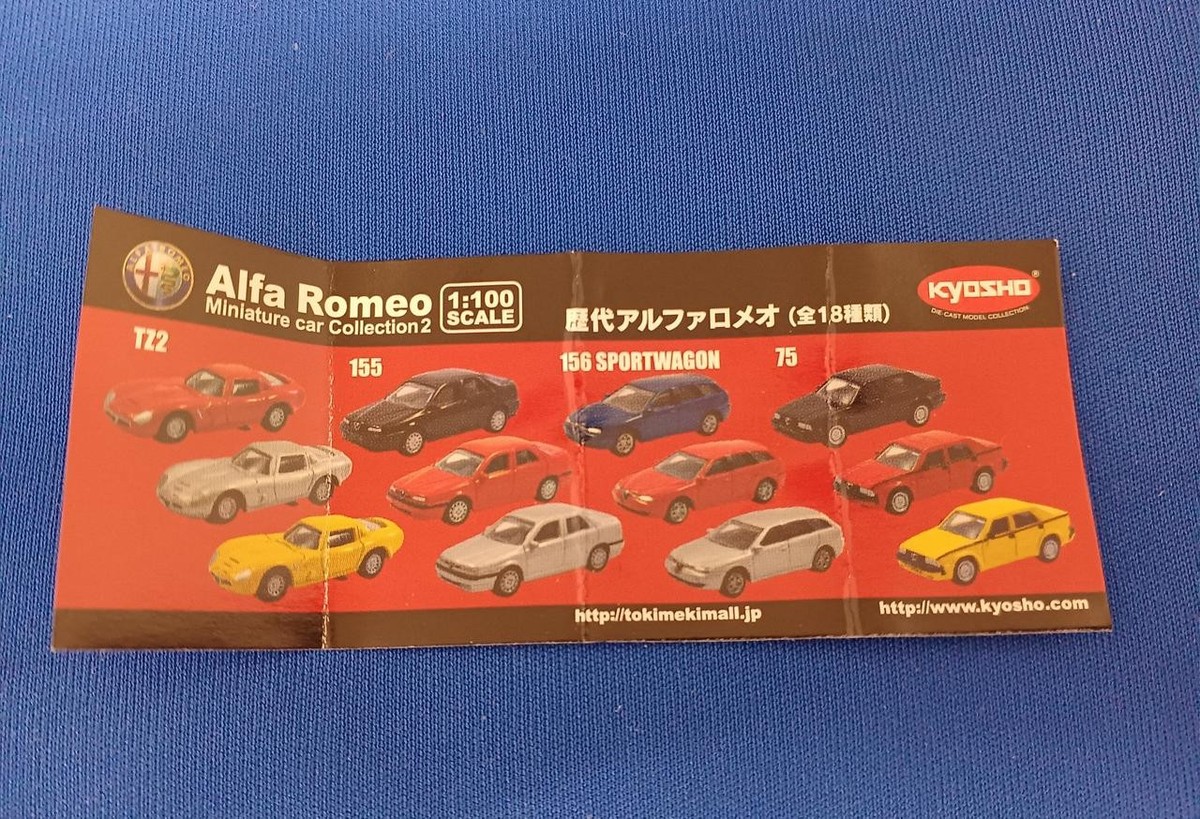 ALFA ROMEO
Alfa Romeo
Miniature car Collection2
1:100
SCALE
歴代アルファロメオ (全18種類)
KYOSHO®
DIE-CAST MODEL COLLECTION
TZ2
155
156 SPORTWAGON
75
http://tokimekimall.jp
http://www.kyosho.com